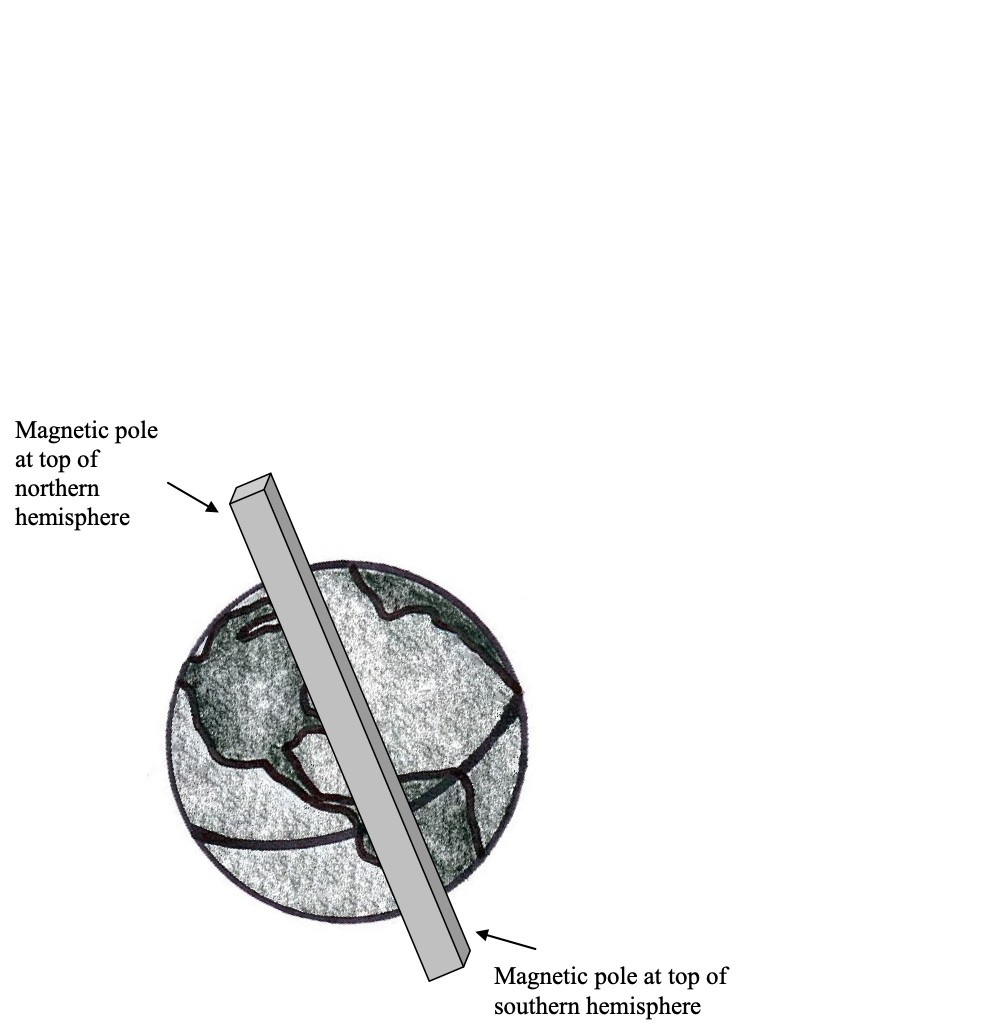 Magnetic pole
at top of
northern
hemisphere
Magnetic pole at top of
southern hemisphere